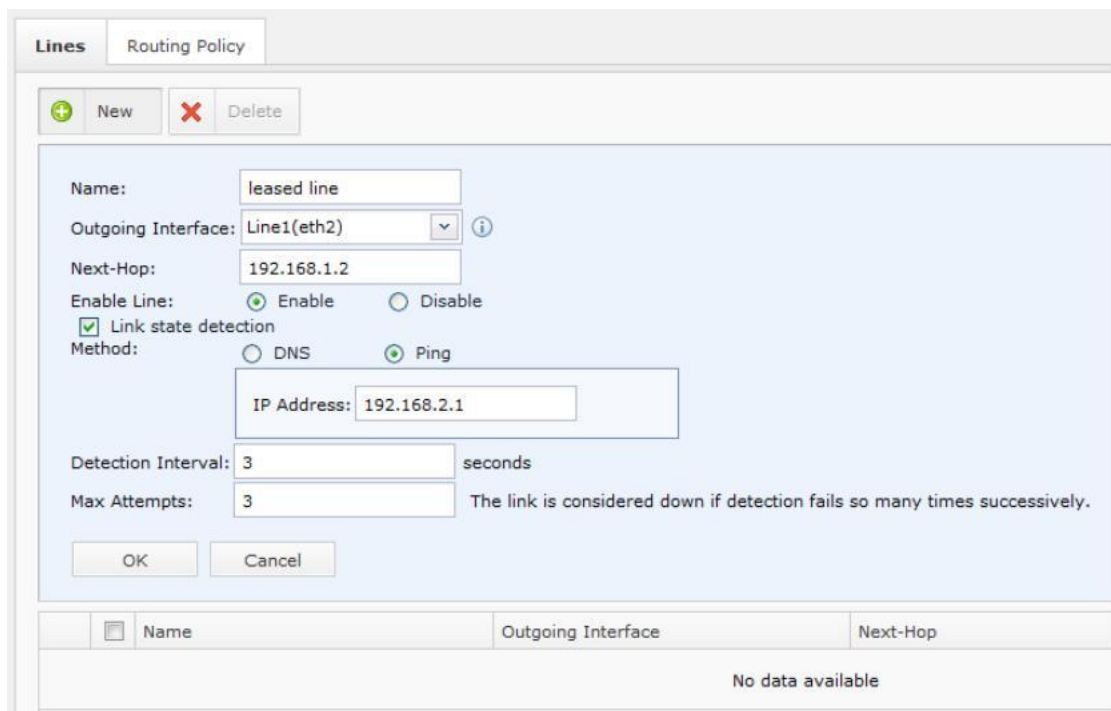 Lines Routing Policy
New Delete
Name: leased line
Outgoing Interface: Line1(eth2)
Next-Hop: 192.168.1.2
Enable Line: Enable Disable
Link state detection
Method: DNS Ping
IP Address: 192.168.2.1
Detection Interval: 3 seconds
Max Attempts: 3 The link is considered down if detection fails so many times successively.
OK Cancel
Name Outgoing Interface Next-Hop
No data available